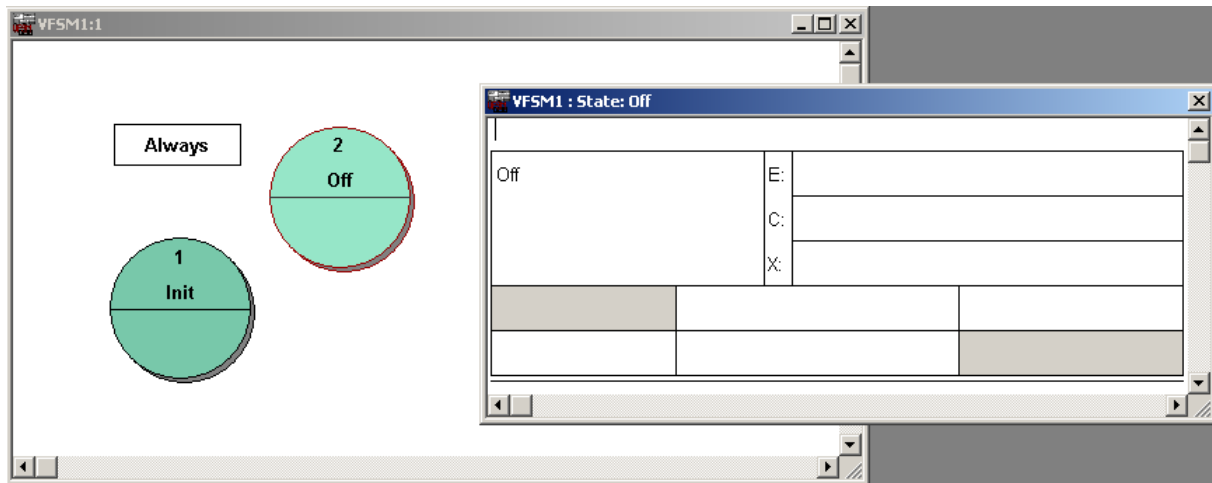 VFSM1:1
Always
2
Off
1
Init
VFSM1 : State: Off
Off
E:
C:
X: